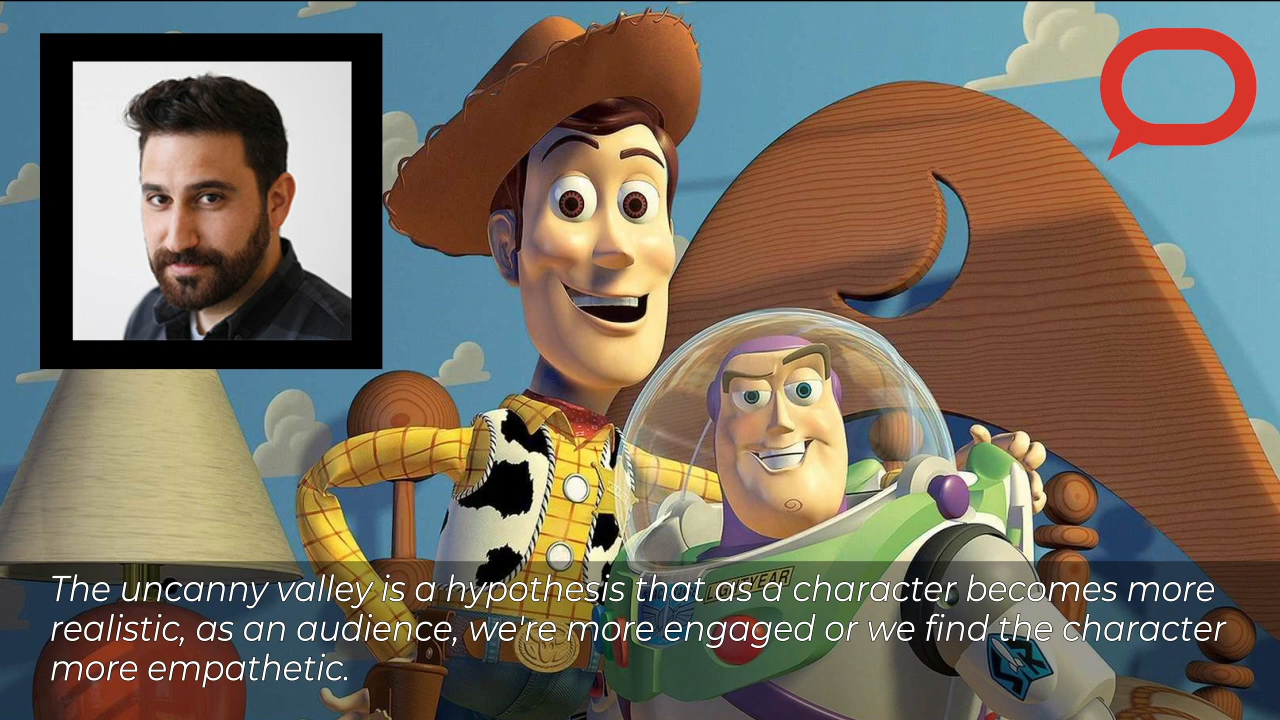 LIGHTYEAR
The uncanny valley is a hypothesis that as a character becomes more
realistic, as an audience, we're more engaged or we find the character
more empathetic.